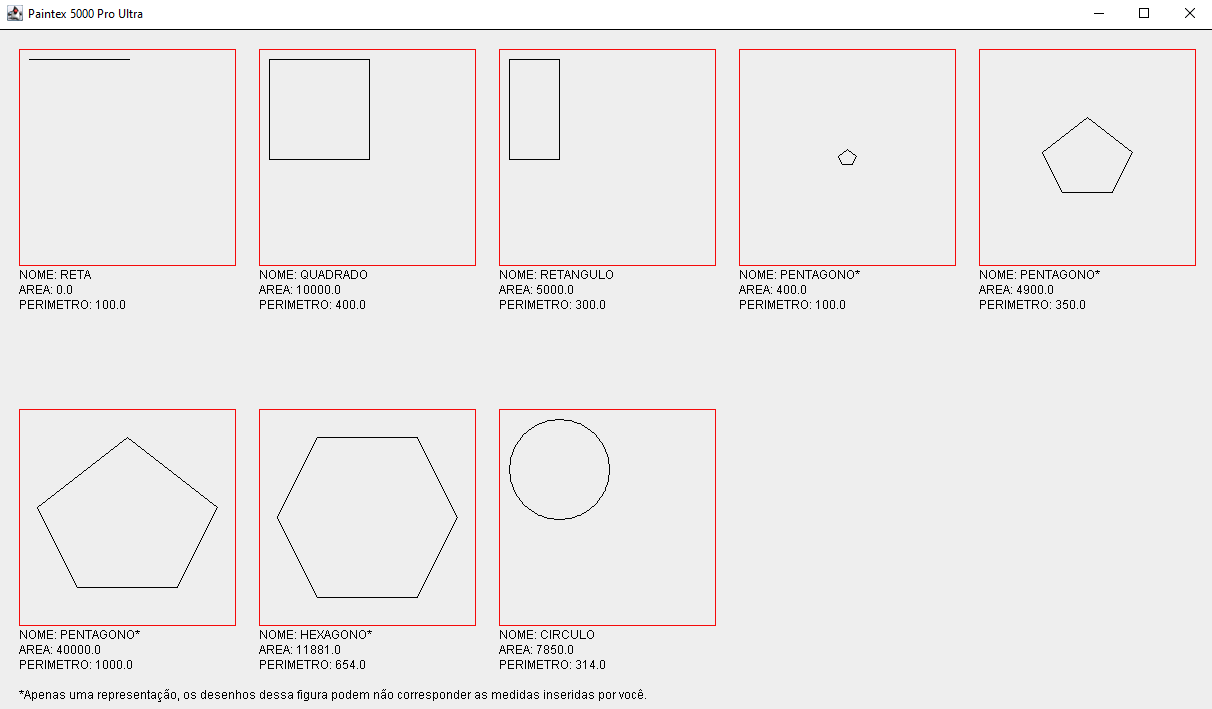 Paintex 5000 Pro Ultra
NOME: RETA
AREA: 0.0
PERIMETRO: 100.0
NOME: QUADRADO
AREA: 10000.0
PERIMETRO: 400.0
NOME: RETANGULO
AREA: 5000.0
PERIMETRO: 300.0
NOME: PENTAGONO*
AREA: 400.0
PERIMETRO: 100.0
NOME: PENTAGONO*
AREA: 4900.0
PERIMETRO: 350.0
NOME: PENTAGONO*
AREA: 40000.0
PERIMETRO: 1000.0
NOME: HEXAGONO*
AREA: 11881.0
PERIMETRO: 654.0
NOME: CIRCULO
AREA: 7850.0
PERIMETRO: 314.0
*Apenas uma representação, os desenhos dessa figura podem não corresponder as medidas inseridas por você.